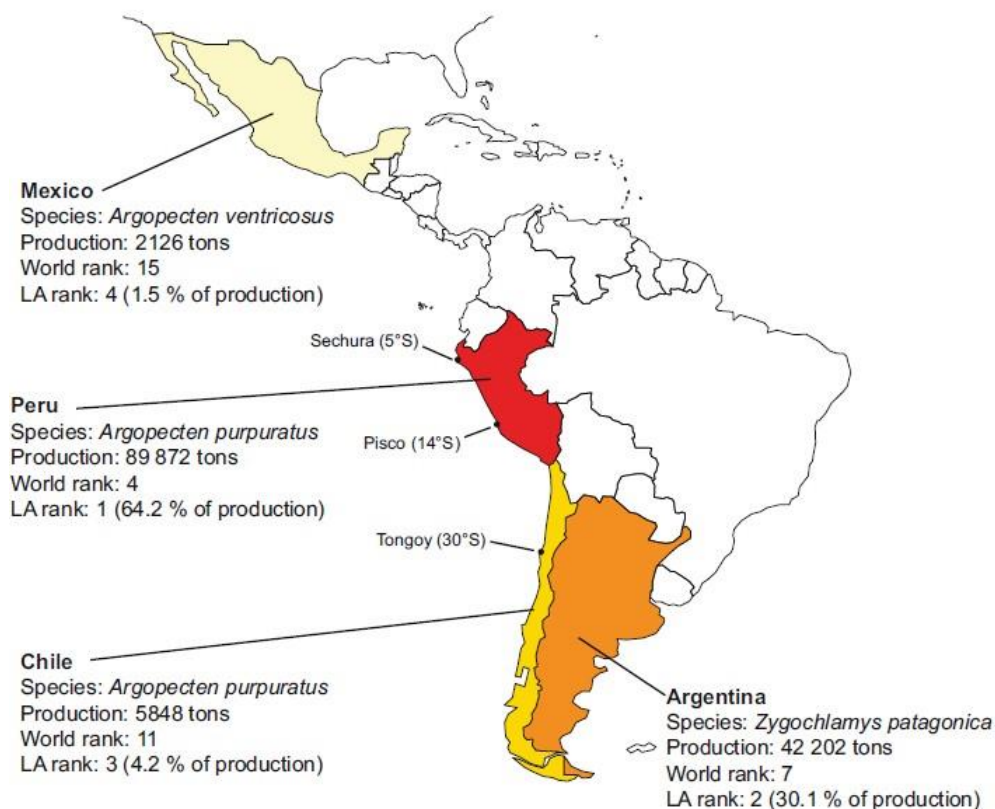 Mexico
Species: Argopecten ventricosus
Production: 2126 tons
World rank: 15
LA rank: 4 (1.5 % of production)
Sechura (5°S)
Peru
Species: Argopecten purpuratus
Production: 89 872 tons
World rank: 4
LA rank: 1 (64.2 % of production)
Pisco (14°S)
Tongoy (30°S)
Chile
Species: Argopecten purpuratus
Production: 5848 tons
World rank: 11
LA rank: 3 (4.2 % of production)
Argentina
Species: Zygochlamys patagonica
Production: 42 202 tons
World rank: 7
LA rank: 2 (30.1 % of production)